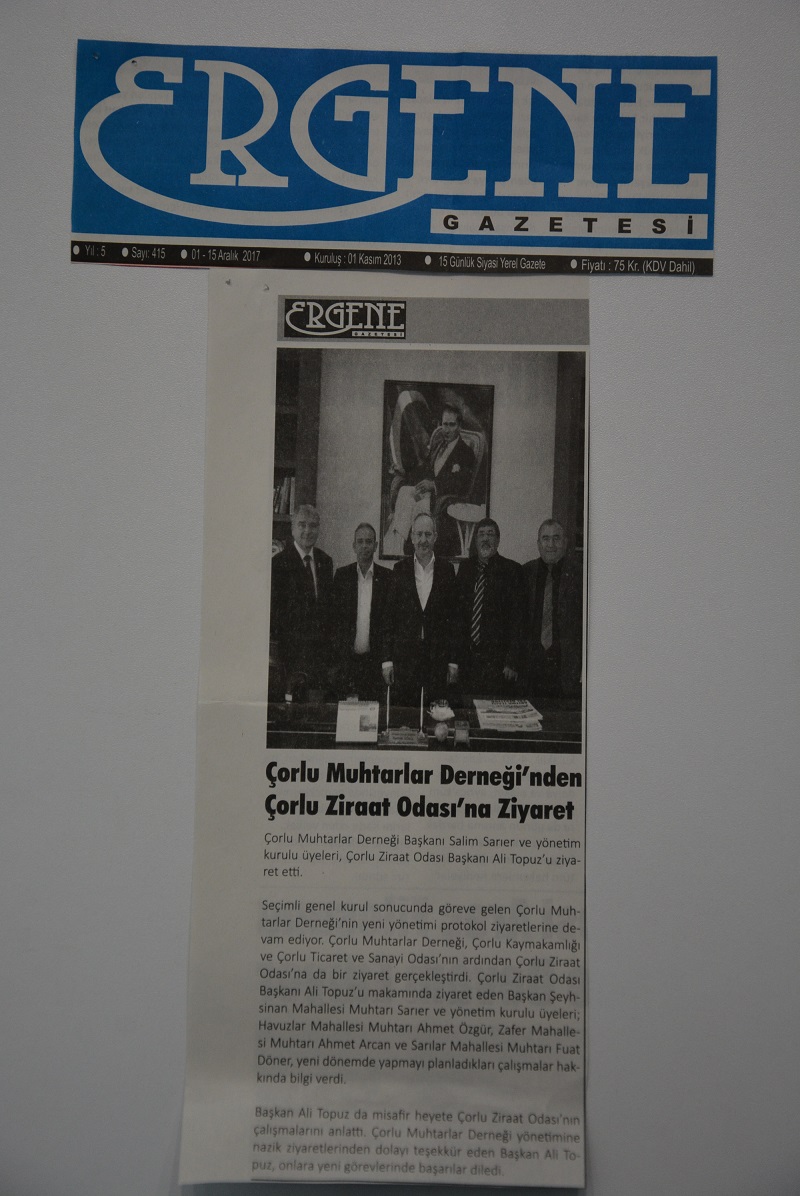 ERGENE
GAZETESİ
• Yıl : 5 • Sayı: 415 • 01 - 15 Aralık 2017 • Kuruluş : 01 Kasım 2013 • 15 Günlük Siyasi Yerel Gazete • Fiyatı : 75 Kr. (KDV Dahil)
ERGENE
GAZETESİ
Çorlu Muhtarlar Derneği'nden
Çorlu Ziraat Odası'na Ziyaret
Çorlu Muhtarlar Derneği Başkanı Salim Sarıer ve yönetim
kurulu üyeleri, Çorlu Ziraat Odası Başkanı Ali Topuz'u ziya-
ret etti.
Seçimli genel kurul sonucunda göreve gelen Çorlu Muh-
tarlar Derneği'nin yeni yönetimi protokol ziyaretlerine de-
vam ediyor. Çorlu Muhtarlar Derneği, Çorlu Kaymakamlığı
ve Çorlu Ticaret ve Sanayi Odası'nın ardından Çorlu Ziraat
Odası'na da bir ziyaret gerçekleştirdi. Çorlu Ziraat Odası
Başkanı Ali Topuz'u makamında ziyaret eden Başkan Şeyh-
sinan Mahallesi Muhtarı Sarıer ve yönetim kurulu üyeleri;
Havuzlar Mahallesi Muhtarı Ahmet Özgür, Zafer Mahalle-
si Muhtarı Ahmet Arcan ve Sarılar Mahallesi Muhtarı Fuat
Döner, yeni dönemde yapmayı planladıkları çalışmalar hak-
kında bilgi verdi.
Başkan Ali Topuz da misafir heyete Çorlu Ziraat Odası'nın
çalışmalarını anlattı. Çorlu Muhtarlar Derneği yönetimine
nazik ziyaretlerinden dolayı teşekkür eden Başkan Ali To-
puz, onlara yeni görevlerinde başarılar diledi.